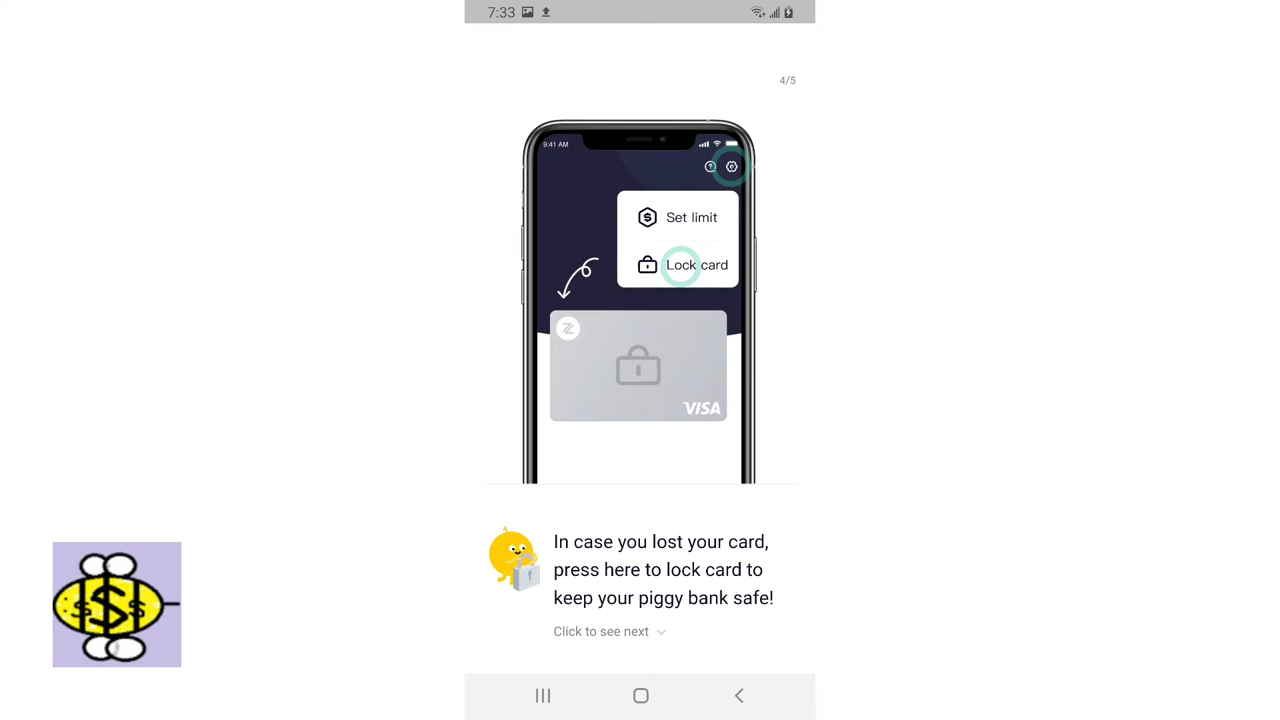 7:33
4/5
9:41 AM
Set limit
Lock card
VISA
In case you lost your card,
press here to lock card to
keep your piggy bank safe!
Click to see next
$ $ $